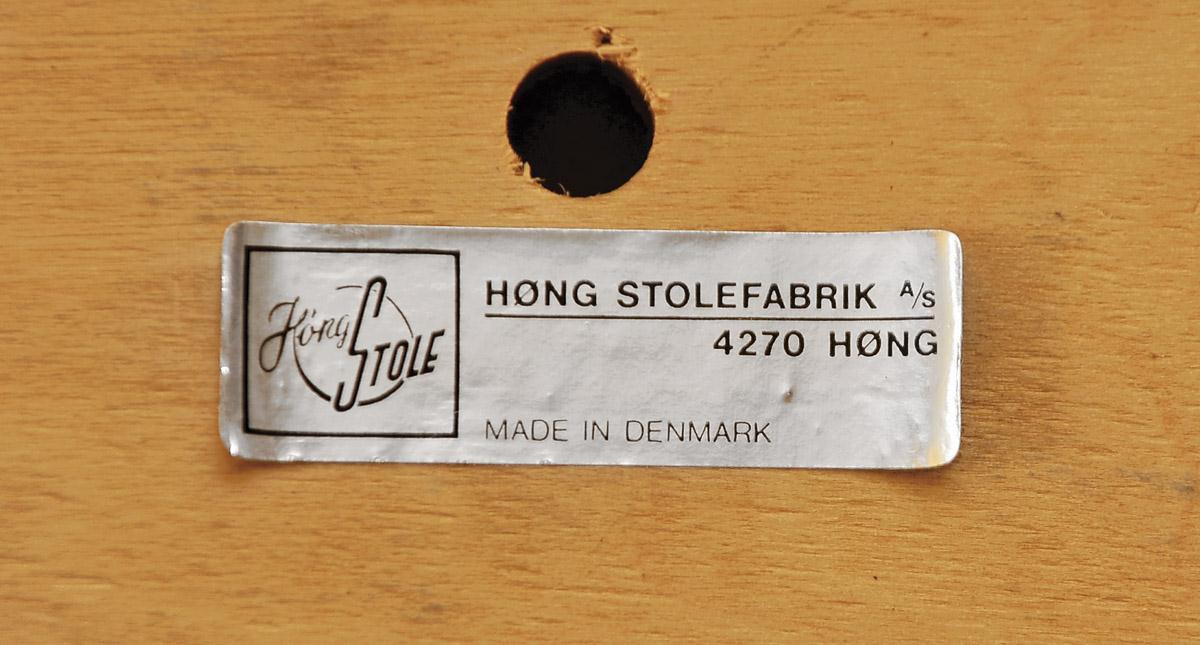 Høng STOLE
HØNG STOLEFABRIK A/S
4270 HØNG
MADE IN DENMARK